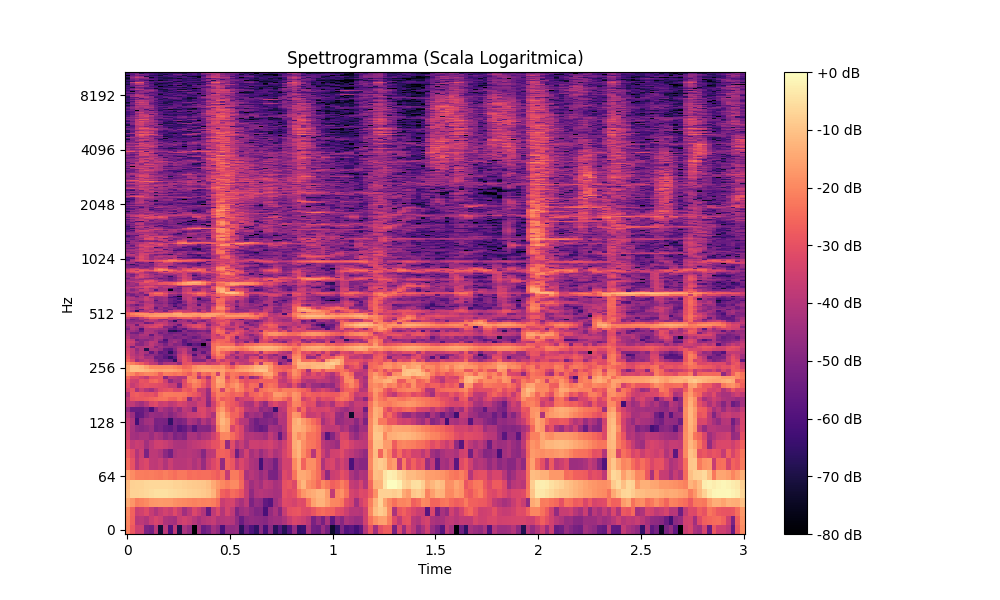 Spettrogramma (Scala Logaritmica)
Hz
8192
4096
2048
1024
512
256
128
64
0
0 0.5 1 1.5 2 2.5 3
Time
+0 dB
-10 dB
-20 dB
-30 dB
-40 dB
-50 dB
-60 dB
-70 dB
-80 dB